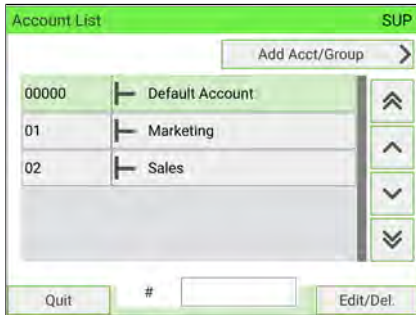 Account List SUP
Add Acct/Group
00000 Default Account
01 Marketing
02 Sales
Quit # Edit/Del.